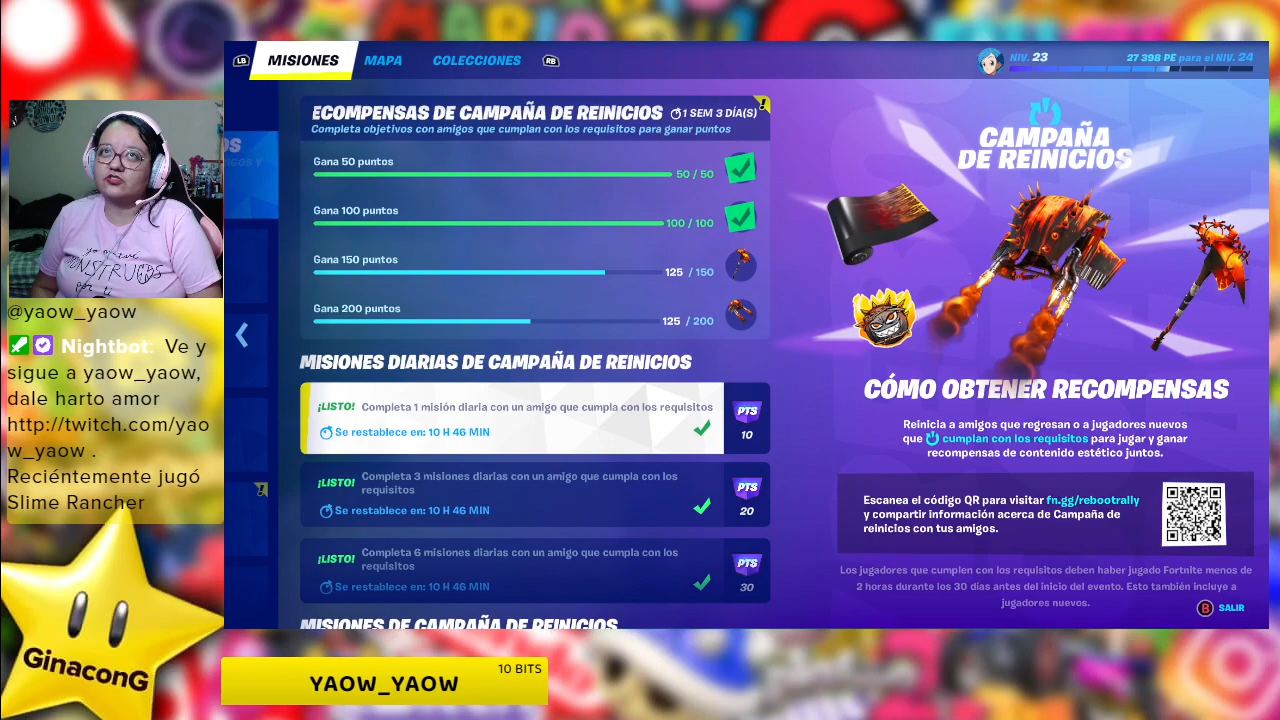 LB
MISIONES
MAPA
COLECCIONES
RB
NIV. 23
27 398 PE para el NIV. 24
ECOMPENSAS DE CAMPAÑA DE REINICIOS
1 SEM 3 DÍA(S)
Completa objetivos con amigos que cumplan con los requisitos para ganar puntos
Gana 50 puntos
50 / 50
Gana 100 puntos
100 / 100
Gana 150 puntos
125 / 150
Gana 200 puntos
125 / 200
MISIONES DIARIAS DE CAMPAÑA DE REINICIOS
¡LISTO! Completa 1 misión diaria con un amigo que cumpla con los requisitos
Se restablece en: 10 H 46 MIN
PTS
10
¡LISTO! Completa 3 misiones diarias con un amigo que cumpla con los
requisitos
Se restablece en: 10 H 46 MIN
PTS
20
¡LISTO! Completa 6 misiones diarias con un amigo que cumpla con los
requisitos
Se restablece en: 10 H 46 MIN
PTS
30
MISIONES DE CAMPAÑA DE REINICIOS
CAMPAÑA
DE REINICIOS
CÓMO OBTENER RECOMPENSAS
Reinicia a amigos que regresan o a jugadores nuevos
que cumplan con los requisitos para jugar y ganar
recompensas de contenido estético juntos.
Escanea el código QR para visitar fn.gg/rebootrally
y compartir información acerca de Campaña de
reinicios con tus amigos.
Los jugadores que cumplen con los requisitos deben haber jugado Fortnite menos de
2 horas durante los 30 días antes del inicio del evento. Esto también incluye a
jugadores nuevos.
B SALIR
@yaow_yaow
Nightbot: Ve y
sigue a yaow_yaow,
dale harto amor
http://twitch.com/yao
w_yaow .
Reciéntemente jugó
Slime Rancher
GinaconG
10 BITS
YAOW_YAOW